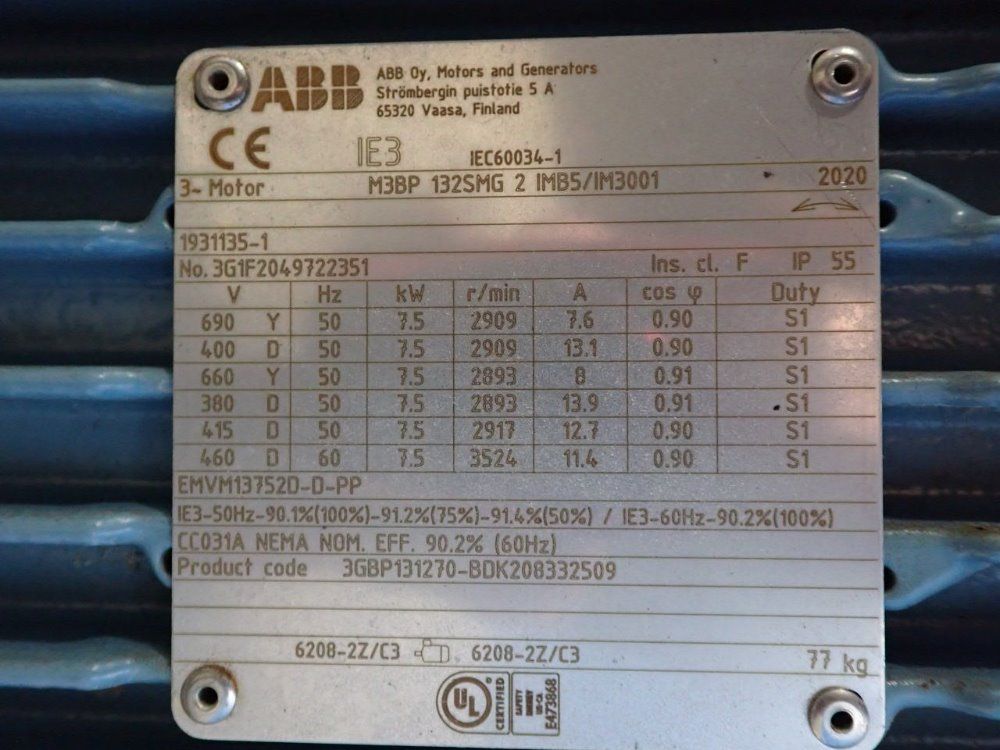 ABB
ABB Oy, Motors and Generators
Strömbergin puistotie 5 A
65320 Vaasa, Finland
CE IE3 IEC60034-1
3~ Motor M3BP 132SMG 2 IMB5/IM3001 2020
1931135-1
No. 3G1F2049722351 Ins. cl. F IP 55
V Hz kW r/min A cos φ Duty
690 Y 50 7.5 2909 7.6 0.90 S1
400 D 50 7.5 2909 13.1 0.90 S1
660 Y 50 7.5 2893 8 0.91 S1
380 D 50 7.5 2893 13.9 0.91 S1
415 D 50 7.5 2917 12.7 0.90 S1
460 D 60 7.5 3524 11.4 0.90 S1
EMVM13752D-D-PP
IE3-50Hz-90.1%(100%)-91.2%(75%)-91.4%(50%) / IE3-60Hz-90.2%(100%)
CC031A NEMA NOM. EFF. 90.2% (60Hz)
Product code 3GBP131270-BDK208332509
6208-2Z/C3 6208-2Z/C3 77 kg
UL CERTIFIED
SAFETY
US-CA
E473868